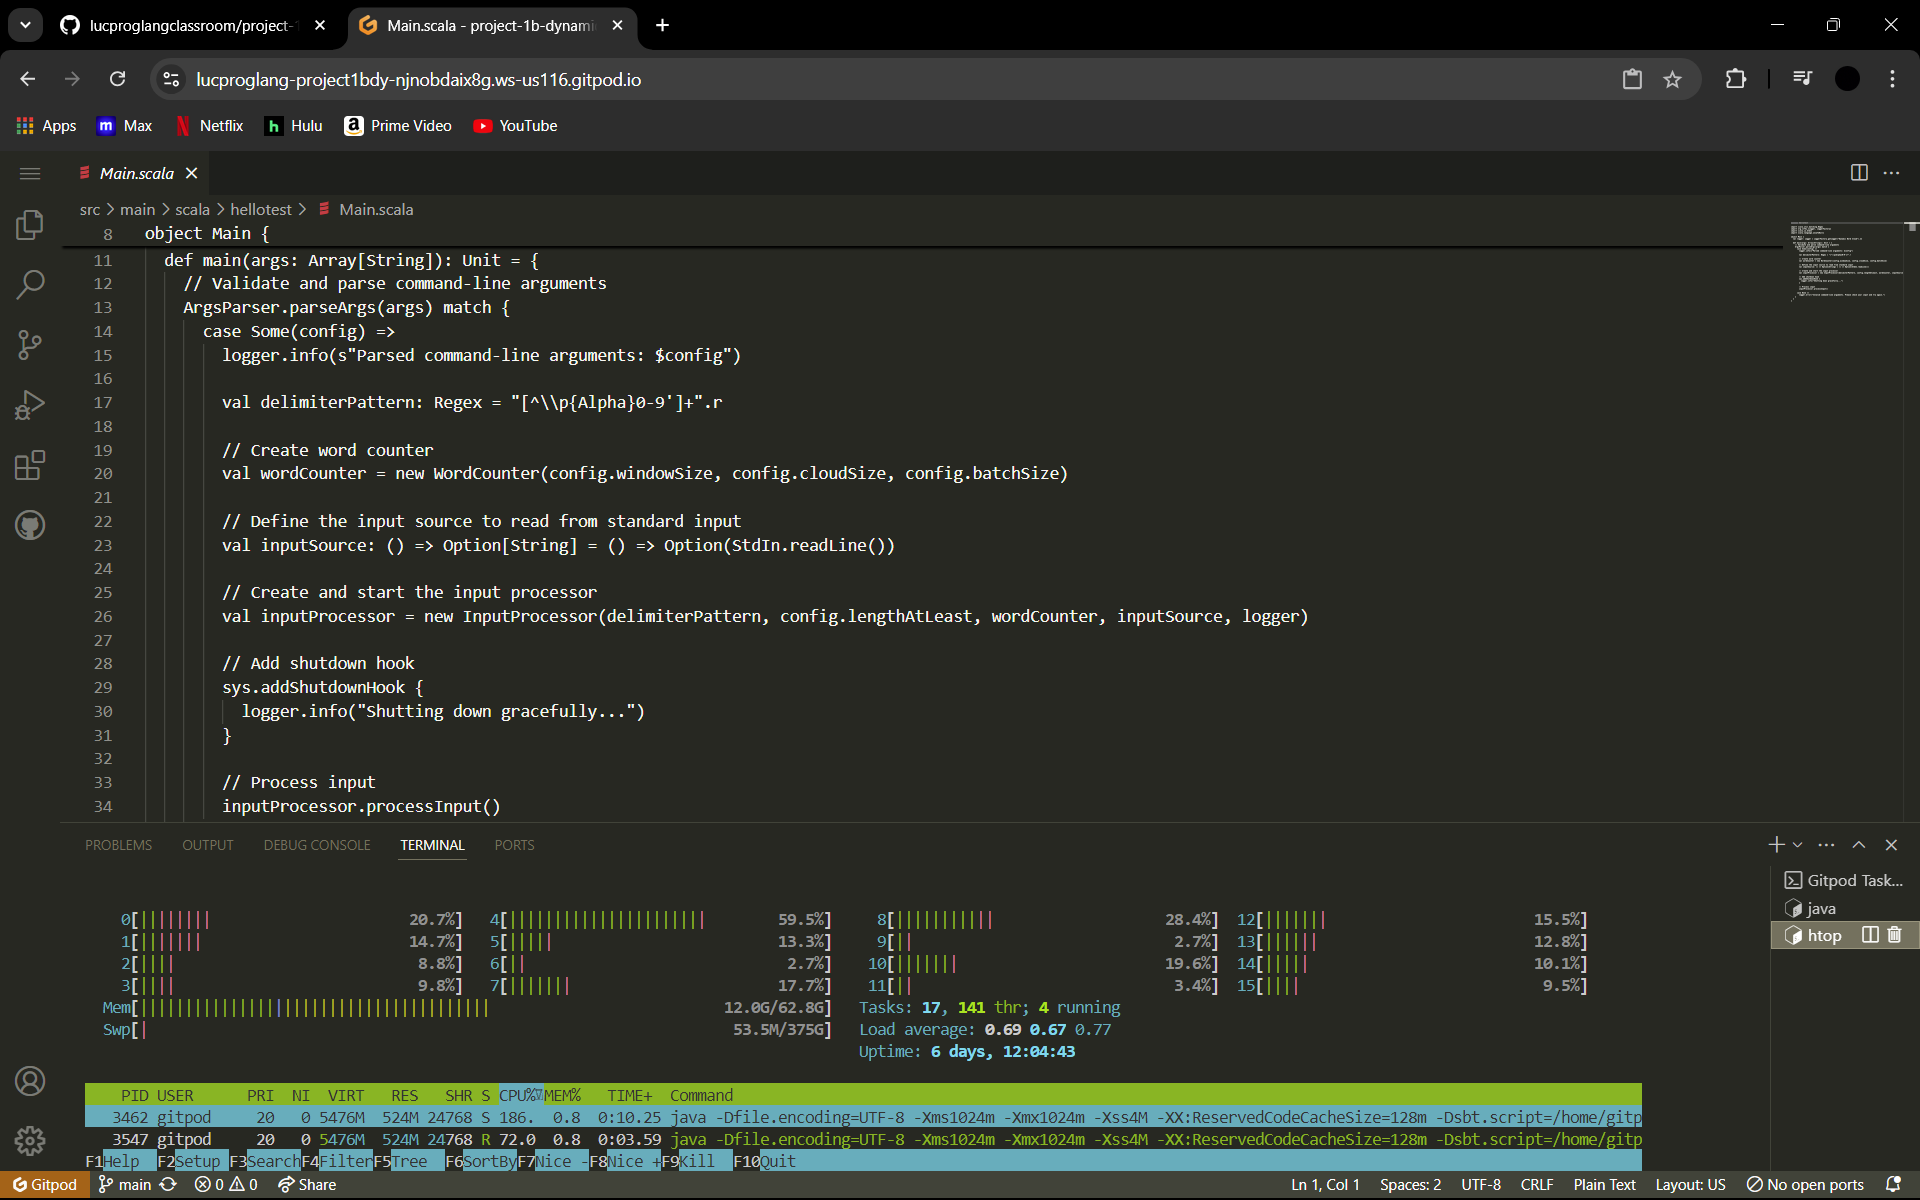 lucproglangclassroom/project-
Main.scala - project-1b-dynami
lucproglang-project1bdy-njnobdaix8g.ws-us116.gitpod.io
Apps Max Netflix Hulu Prime Video YouTube
Main.scala
src > main > scala > hellotest > Main.scala
8 object Main {
11 def main(args: Array[String]): Unit = {
12 // Validate and parse command-line arguments
13 ArgsParser.parseArgs(args) match {
14 case Some(config) =>
15 logger.info(s"Parsed command-line arguments: $config")
16
17 val delimiterPattern: Regex = "[^\\p{Alpha}0-9']+".r
18
19 // Create word counter
20 val wordCounter = new WordCounter(config.windowSize, config.cloudSize, config.batchSize)
21
22 // Define the input source to read from standard input
23 val inputSource: () => Option[String] = () => Option(StdIn.readLine())
24
25 // Create and start the input processor
26 val inputProcessor = new InputProcessor(delimiterPattern, config.lengthAtLeast, wordCounter, inputSource, logger)
27
28 // Add shutdown hook
29 sys.addShutdownHook {
30 logger.info("Shutting down gracefully...")
31 }
32
33 // Process input
34 inputProcessor.processInput()
PROBLEMS OUTPUT DEBUG CONSOLE TERMINAL PORTS
Gitpod Task...
java
htop
0[|||||||| 20.7%] 4[|||||||||||||||||||||| 59.5%] 8[||||||||||| 28.4%] 12[||||||| 15.5%]
1[||||||| 14.7%] 5[||||| 13.3%] 9[|| 2.7%] 13[|||||| 12.8%]
2[|||| 8.8%] 6[|| 2.7%] 10[||||||| 19.6%] 14[||||| 10.1%]
3[|||| 9.8%] 7[||||||| 17.7%] 11[|| 3.4%] 15[|||| 9.5%]
Mem[||||||||||||||||||||||||||||||||||||||| 12.0G/62.8G] Tasks: 17, 141 thr; 4 running
Swp[| 53.5M/375G] Load average: 0.69 0.67 0.77
Uptime: 6 days, 12:04:43
PID USER PRI NI VIRT RES SHR S CPU%▽MEM% TIME+ Command
3462 gitpod 20 0 5476M 524M 24768 S 186. 0.8 0:10.25 java -Dfile.encoding=UTF-8 -Xms1024m -Xmx1024m -Xss4M -XX:ReservedCodeCacheSize=128m -Dsbt.script=/home/gitp
3547 gitpod 20 0 5476M 524M 24768 R 72.0 0.8 0:03.59 java -Dfile.encoding=UTF-8 -Xms1024m -Xmx1024m -Xss4M -XX:ReservedCodeCacheSize=128m -Dsbt.script=/home/gitp
F1Help F2Setup F3SearchF4FilterF5Tree F6SortByF7Nice -F8Nice +F9Kill F10Quit
Gitpod main 0 0 Share Ln 1, Col 1 Spaces: 2 UTF-8 CRLF Plain Text Layout: US No open ports